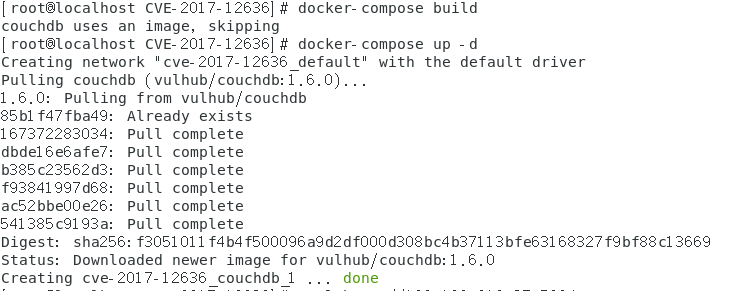 [root@localhost CVE-2017-12636]# docker-compose build
couchdb uses an image, skipping
[root@localhost CVE-2017-12636]# docker-compose up -d
Creating network "cve-2017-12636_default" with the default driver
Pulling couchdb (vulhub/couchdb:1.6.0)...
1.6.0: Pulling from vulhub/couchdb
85b1f47fba49: Already exists
167372283034: Pull complete
dbde16e6afe7: Pull complete
b385c23562d3: Pull complete
f93841997d68: Pull complete
ac52bbe00e26: Pull complete
541385c9193a: Pull complete
Digest: sha256:f3051011f4b4f500096a9d2df000d308bc4b37113bfe63168327f9bf88c13669
Status: Downloaded newer image for vulhub/couchdb:1.6.0
Creating cve-2017-12636_couchdb_1 ... done